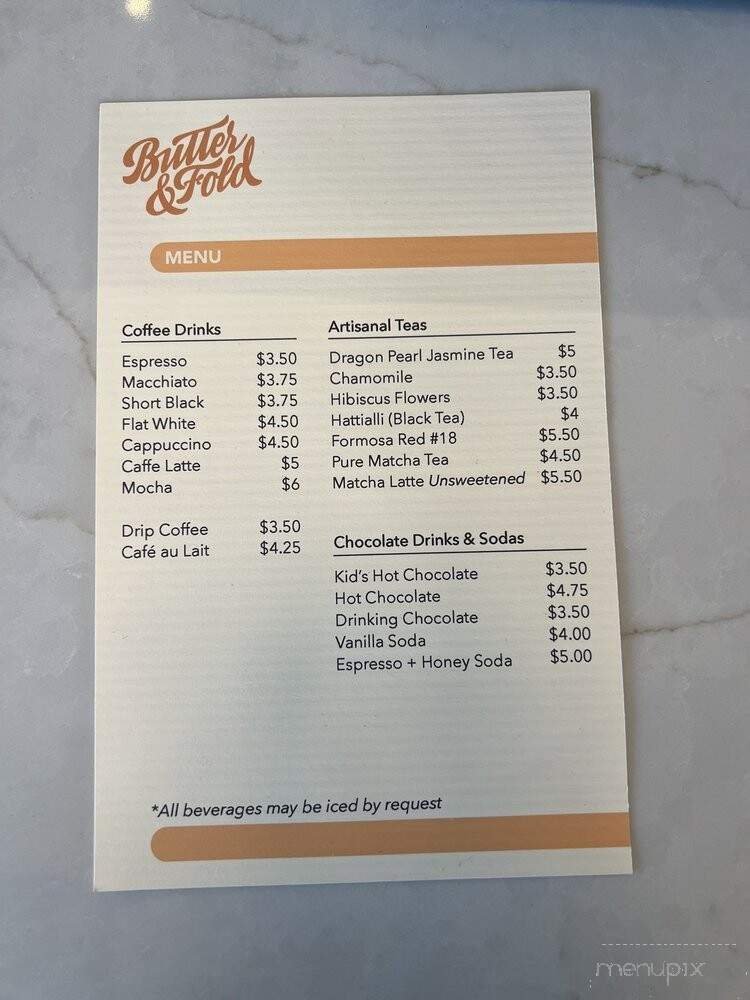 Butter
& Fold
MENU
Coffee Drinks
Espresso $3.50
Macchiato $3.75
Short Black $3.75
Flat White $4.50
Cappuccino $4.50
Caffe Latte $5
Mocha $6
Drip Coffee $3.50
Café au Lait $4.25
Artisanal Teas
Dragon Pearl Jasmine Tea $5
Chamomile $3.50
Hibiscus Flowers $3.50
Hattialli (Black Tea) $4
Formosa Red #18 $5.50
Pure Matcha Tea $4.50
Matcha Latte Unsweetened $5.50
Chocolate Drinks & Sodas
Kid's Hot Chocolate $3.50
Hot Chocolate $4.75
Drinking Chocolate $3.50
Vanilla Soda $4.00
Espresso + Honey Soda $5.00
*All beverages may be iced by request
menupix